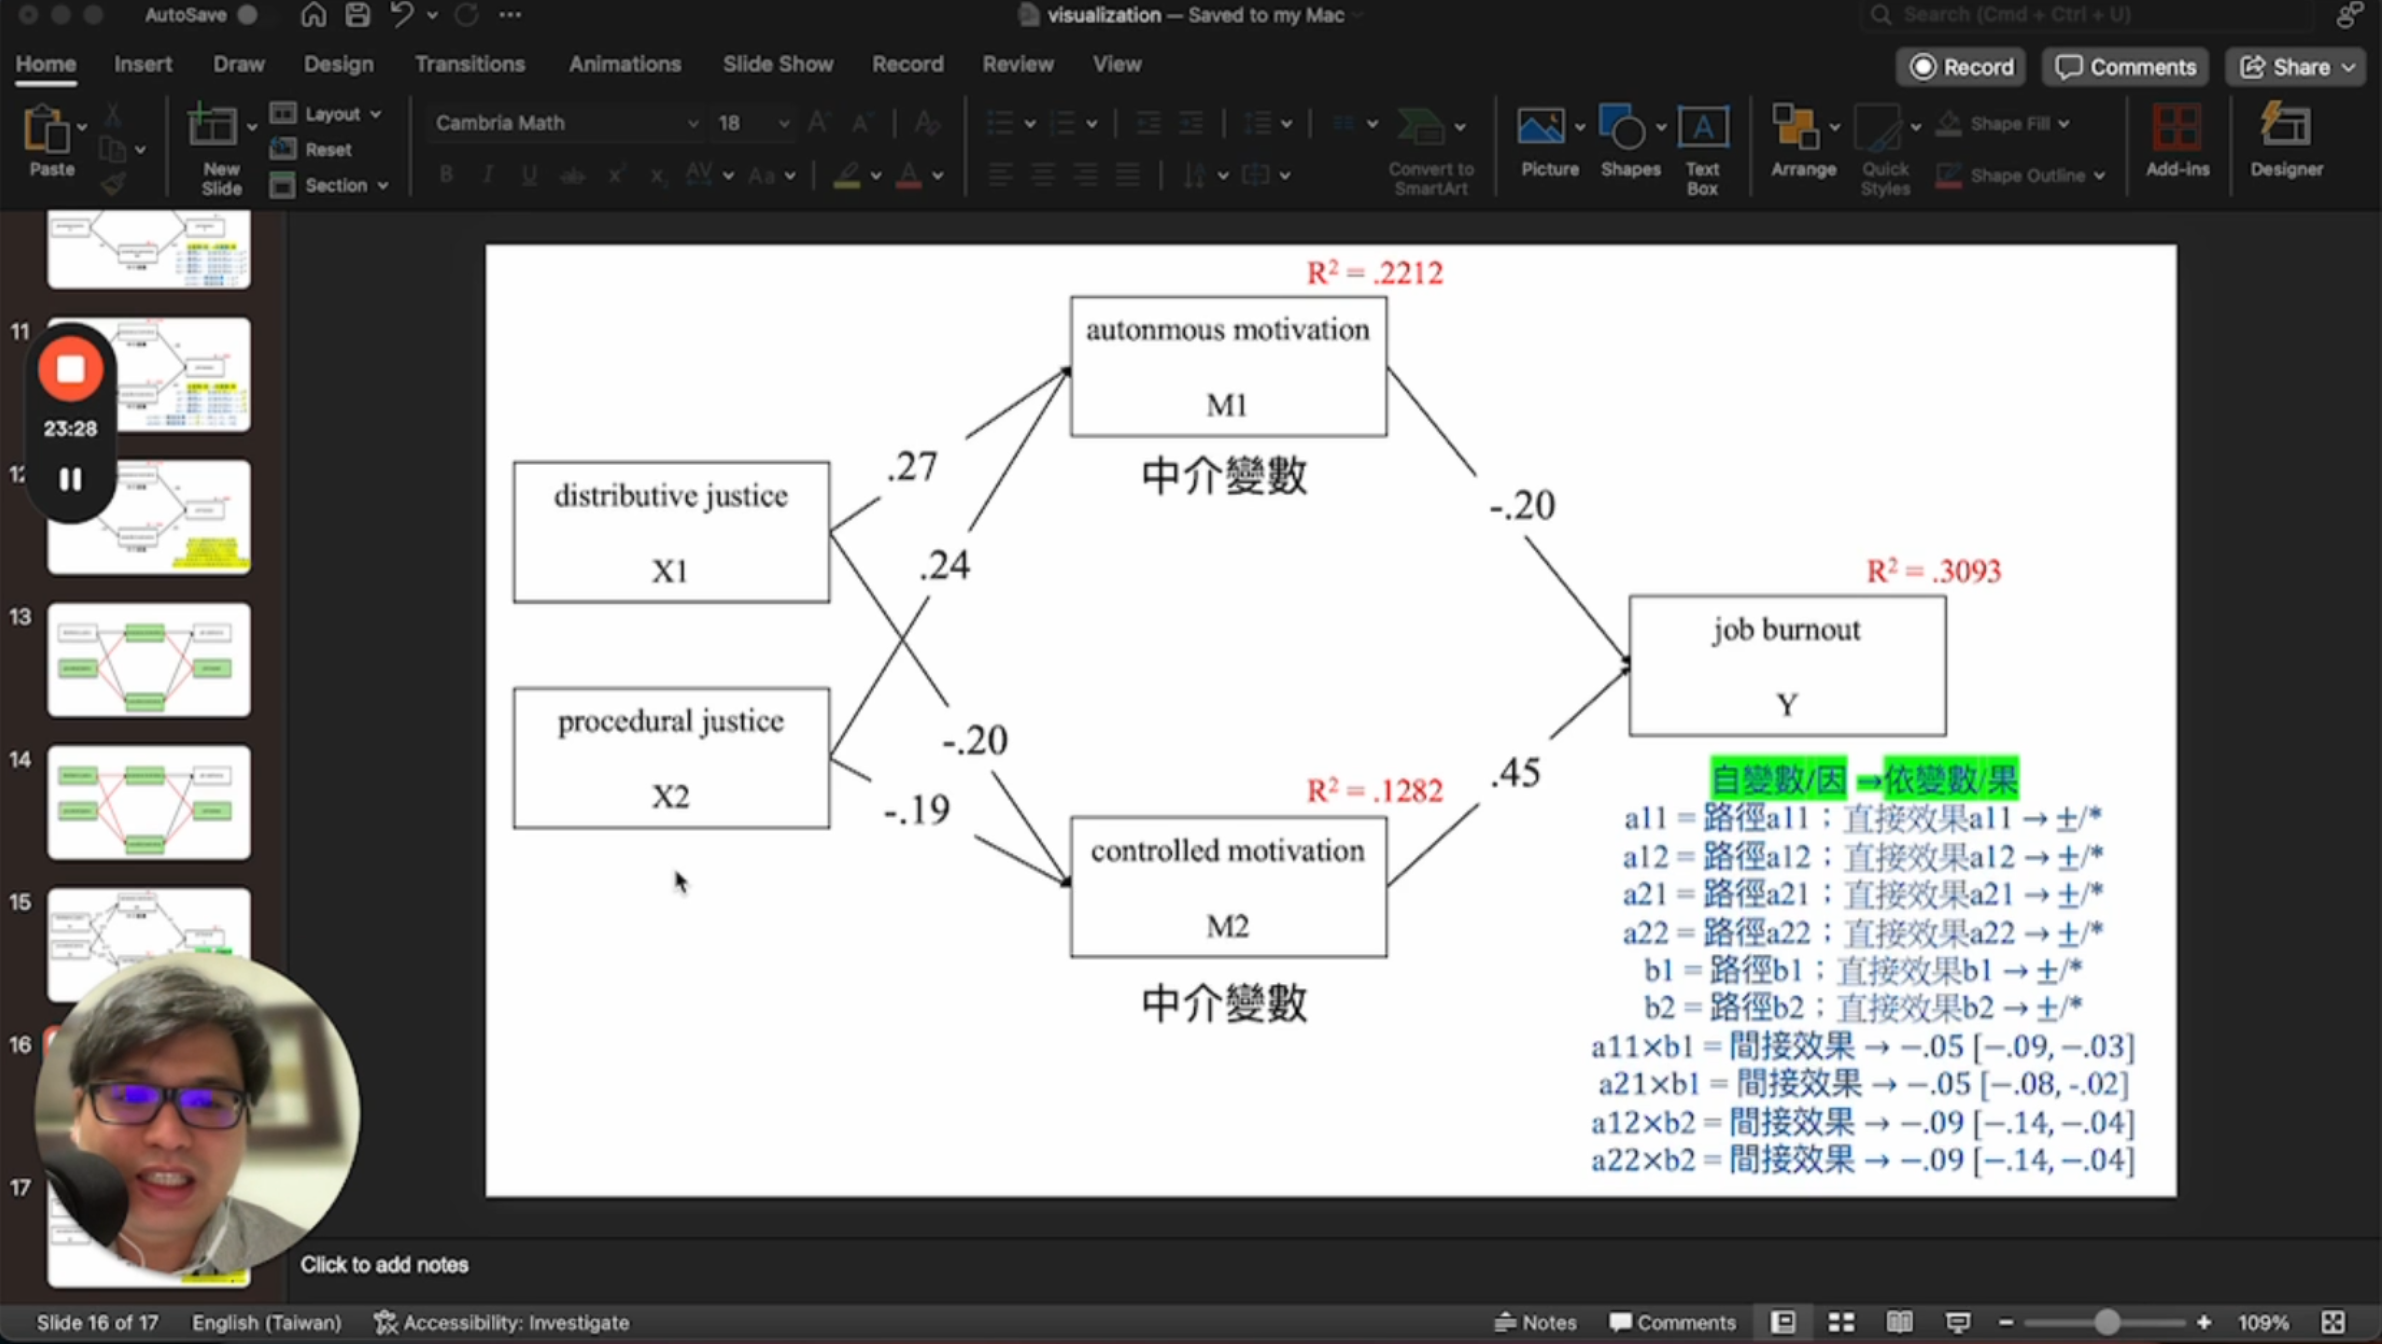 AutoSave
visualization — Saved to my Mac
Search (Cmd + Ctrl + U)
Home Insert Draw Design Transitions Animations Slide Show Record Review View
Record Comments Share
Paste
New Slide
Layout
Reset
Section
Cambria Math 18
Convert to SmartArt
Picture
Shapes
Text Box
Arrange
Quick Styles
Shape Fill
Shape Outline
Add-ins
Designer
11
23:28
13
14
15
16
17
R² = .2212
autonmous motivation
M1
中介變數
.27
distributive justice
X1
.24
-.20
R² = .3093
job burnout
Y
procedural justice
X2
-.20
-.19
R² = .1282
.45
controlled motivation
M2
中介變數
自變數/因 →依變數/果
a11 = 路徑a11；直接效果a11 → ±/*
a12 = 路徑a12；直接效果a12 → ±/*
a21 = 路徑a21；直接效果a21 → ±/*
a22 = 路徑a22；直接效果a22 → ±/*
b1 = 路徑b1；直接效果b1 → ±/*
b2 = 路徑b2；直接效果b2 → ±/*
a11×b1 = 間接效果 → −.05 [−.09, −.03]
a21×b1 = 間接效果 → −.05 [−.08, -.02]
a12×b2 = 間接效果 → −.09 [−.14, −.04]
a22×b2 = 間接效果 → −.09 [−.14, −.04]
Click to add notes
Slide 16 of 17 English (Taiwan) Accessibility: Investigate
Notes Comments 109%